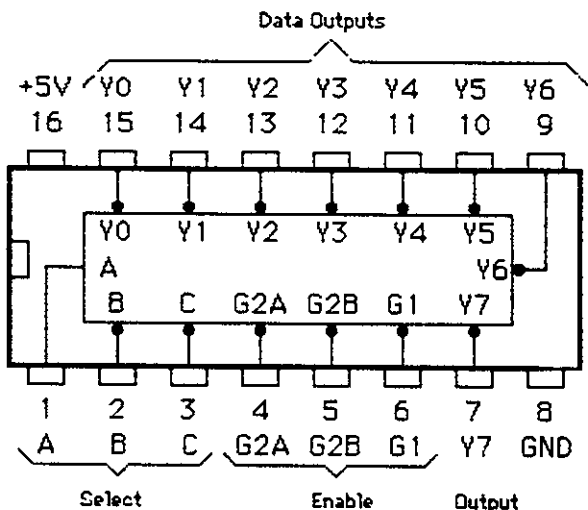 Data Outputs
+5V Y0 Y1 Y2 Y3 Y4 Y5 Y6
16 15 14 13 12 11 10 9
Y0 Y1 Y2 Y3 Y4 Y5
A Y6
B C G2A G2B G1 Y7
1 2 3 4 5 6 7 8
A B C G2A G2B G1 Y7 GND
Select Enable Output